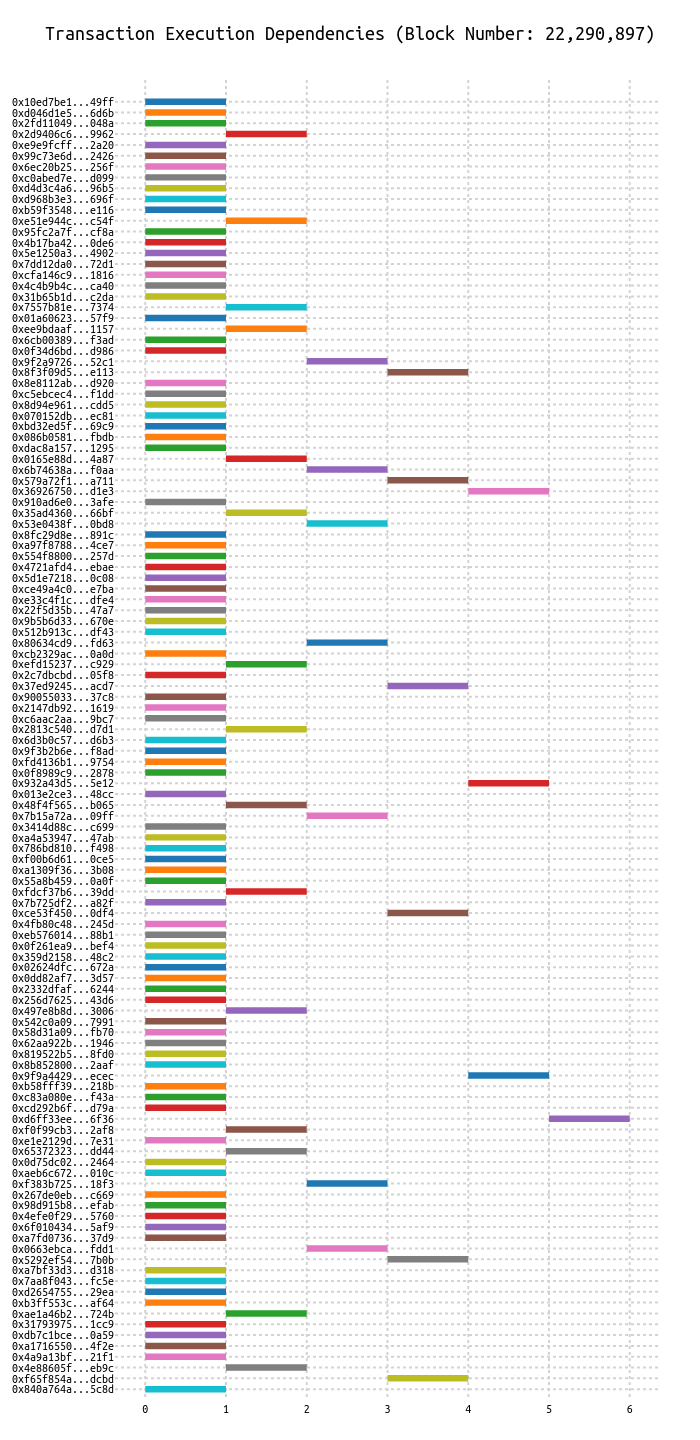 Transaction Execution Dependencies (Block Number: 22,290,897)
0x10ed7be1...49ff
0xd046d1e5...6d6b
0x2fd11049...048a
0x2d9406c6...9962
0xe9e9fcff...2a20
0x99c73e6d...2426
0x6ec20b25...256f
0xc0abed7e...d099
0xd4d3c4a6...96b5
0xd968b3e3...696f
0xb59f3548...e116
0xe51e944c...c54f
0x95fc2a7f...cf8a
0x4b17ba42...0de6
0x5e1250a3...4902
0x7dd12da0...72d1
0xcfa146c9...1816
0x4c4b9b4c...ca40
0x31b65b1d...c2da
0x7557b81e...7374
0x01a60623...57f9
0xee9bdaaf...1157
0x6cb00389...f3ad
0x0f34d6bd...d986
0x9f2a9726...52c1
0x8f3f09d5...e113
0x8e8112ab...d920
0xc5ebcec4...f1dd
0x8d94e961...cdd5
0x070152db...ec81
0xbd32ed5f...69c9
0x086b0581...fbdb
0xdac8a157...1295
0x0165e88d...4a87
0x6b74638a...f0aa
0x579a72f1...a711
0x36926750...d1e3
0x910ad6e0...3afe
0x35ad4360...66bf
0x53e0438f...0bd8
0x8fc29d8e...891c
0xa97f8788...4ce7
0x554f8800...257d
0x4721afd4...ebae
0x5d1e7218...0c08
0xce49a4c0...e7ba
0xe33c4f1c...dfe4
0x22f5d35b...47a7
0x9b5b6d33...670e
0x512b913c...df43
0x80634cd9...fd63
0xcb2329ac...0a0d
0xefd15237...c929
0x2c7dbcbd...05f8
0x37ed9245...acd7
0x90055033...37c8
0x2147db92...1619
0xc6aac2aa...9bc7
0x2813c540...d7d1
0x6d3b0c57...d6b3
0x9f3b2b6e...f8ad
0xfd4136b1...9754
0x0f8989c9...2878
0x932a43d5...5e12
0x013e2ce3...48cc
0x48f4f565...b065
0x7b15a72a...09ff
0x3414d88c...c699
0xa4a53947...47ab
0x786bd810...f498
0xf00b6d61...0ce5
0xa1309f36...3b08
0x55a8b459...0a0f
0xfdcf37b6...39dd
0x7b725df2...a82f
0xce53f450...0df4
0x4fb80c48...245d
0xeb576014...88b1
0x0f261ea9...bef4
0x359d2158...48c2
0x02624dfc...672a
0x0dd82af7...3d57
0x2332dfaf...6244
0x256d7625...43d6
0x497e8b8d...3006
0x542c0a09...7991
0x58d31a09...fb70
0x62aa922b...1946
0x819522b5...8fd0
0x8b852800...2aaf
0x9f9a4429...ecec
0xb58fff39...218b
0xc83a080e...f43a
0xcd292b6f...d79a
0xd6ff33ee...6f36
0xf0f99cb3...2af8
0xe1e2129d...7e31
0x65372323...dd44
0x0d75dc02...2464
0xaeb6c672...010c
0xf383b725...18f3
0x267de0eb...c669
0x98d915b8...efab
0x4efe0f29...5760
0x6f010434...5af9
0xa7fd0736...37d9
0x0663ebca...fdd1
0x5292ef54...7b0b
0xa7bf33d3...d318
0x7aa8f043...fc5e
0xd2654755...29ea
0xb3ff553c...af64
0xae1a46b2...724b
0x31793975...1cc9
0xdb7c1bce...0a59
0xa1716550...4f2e
0x4a9a13bf...21f1
0x4e88605f...eb9c
0xf65f854a...dcbd
0x840a764a...5c8d
0 1 2 3 4 5 6